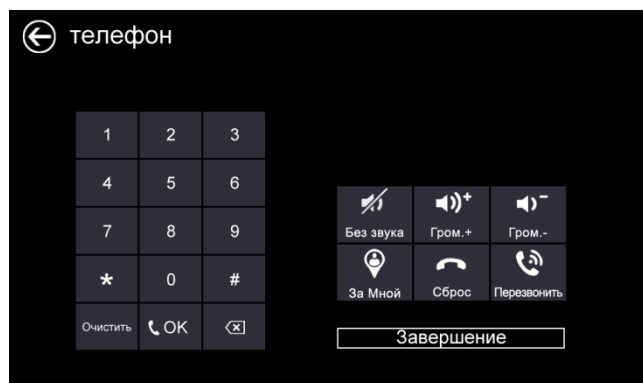 телефон
1 2 3
4 5 6
7 8 9
* 0 #
Очистить OK
Без звука Гром.+ Гром.-
За Мной Сброс Перезвонить
Завершение